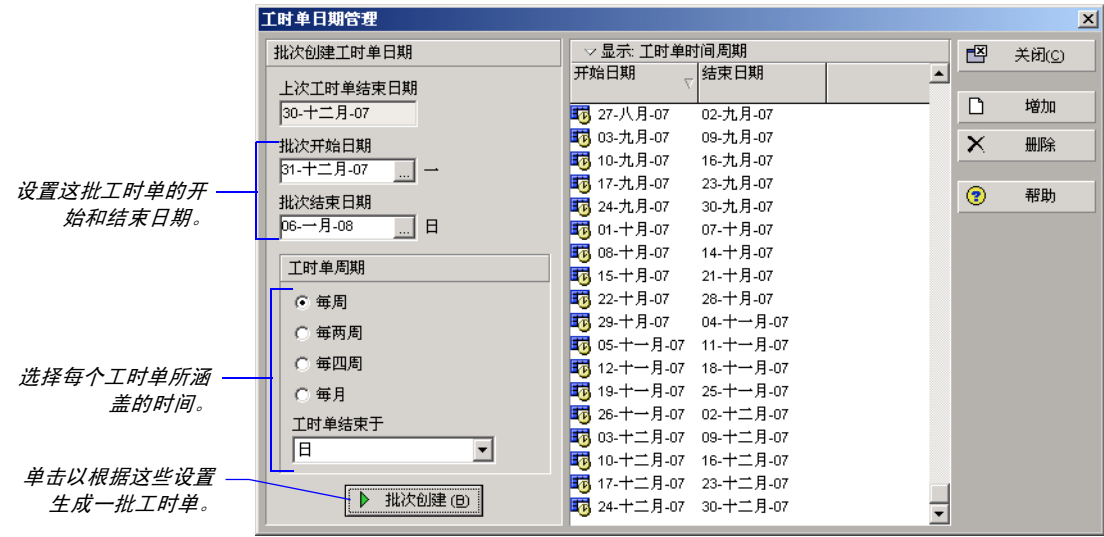 工时单日期管理
批次创建工时单日期
上次工时单结束日期
30-十二月-07
批次开始日期
31-十二月-07 ... 一
批次结束日期
06-一月-08 ... 日
工时单周期
每周
每两周
每四周
每月
工时单结束于
日
批次创建(B)
设置这批工时单的开
始和结束日期。
选择每个工时单所涵
盖的时间。
单击以根据这些设置
生成一批工时单。
显示: 工时单时间周期
开始日期 结束日期
27-八月-07 02-九月-07
03-九月-07 09-九月-07
10-九月-07 16-九月-07
17-九月-07 23-九月-07
24-九月-07 30-九月-07
01-十月-07 07-十月-07
08-十月-07 14-十月-07
15-十月-07 21-十月-07
22-十月-07 28-十月-07
29-十月-07 04-十一月-07
05-十一月-07 11-十一月-07
12-十一月-07 18-十一月-07
19-十一月-07 25-十一月-07
26-十一月-07 02-十二月-07
03-十二月-07 09-十二月-07
10-十二月-07 16-十二月-07
17-十二月-07 23-十二月-07
24-十二月-07 30-十二月-07
关闭(C)
增加
删除
帮助